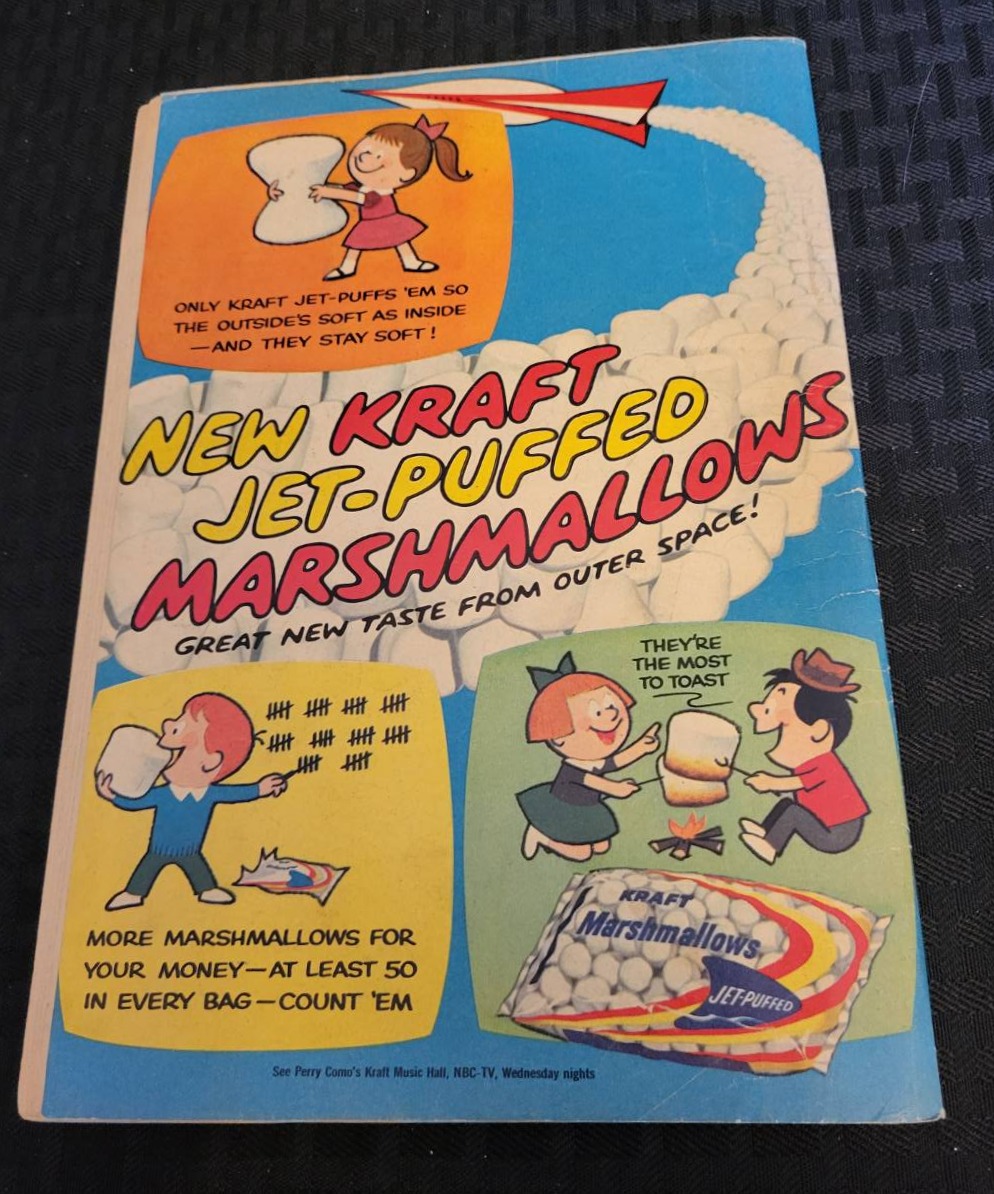 ONLY KRAFT JET-PUFFS 'EM SO
THE OUTSIDE'S SOFT AS INSIDE
—AND THEY STAY SOFT!
NEW KRAFT
JET-PUFFED
MARSHMALLOWS
GREAT NEW TASTE FROM OUTER SPACE!
THEY'RE
THE MOST
TO TOAST
MORE MARSHMALLOWS FOR
YOUR MONEY—AT LEAST 50
IN EVERY BAG—COUNT 'EM
KRAFT
Marshmallows
JET-PUFFED
See Perry Como's Kraft Music Hall, NBC-TV, Wednesday nights